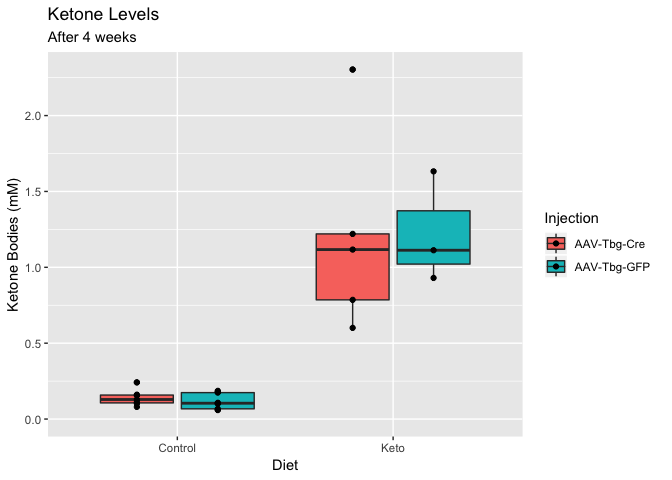 Ketone Levels
After 4 weeks
Ketone Bodies (mM)
2.0
1.5
1.0
0.5
0.0
Control Keto
Diet
Injection
AAV-Tbg-Cre
AAV-Tbg-GFP